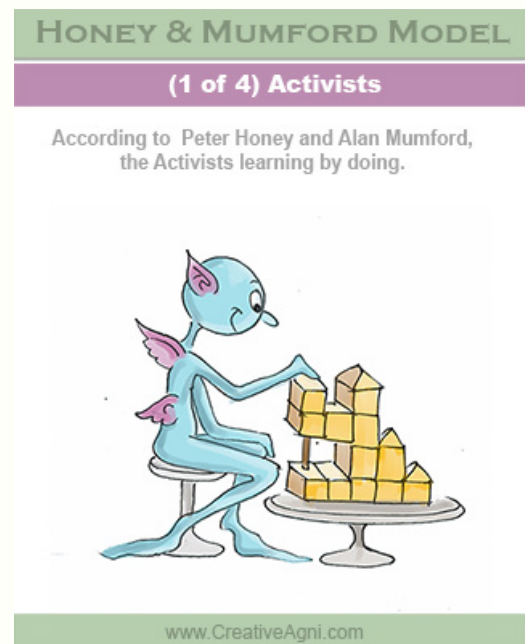 HONEY & MUMFORD MODEL
(1 of 4) Activists
According to Peter Honey and Alan Mumford,
the Activists learning by doing.
www.CreativeAgni.com